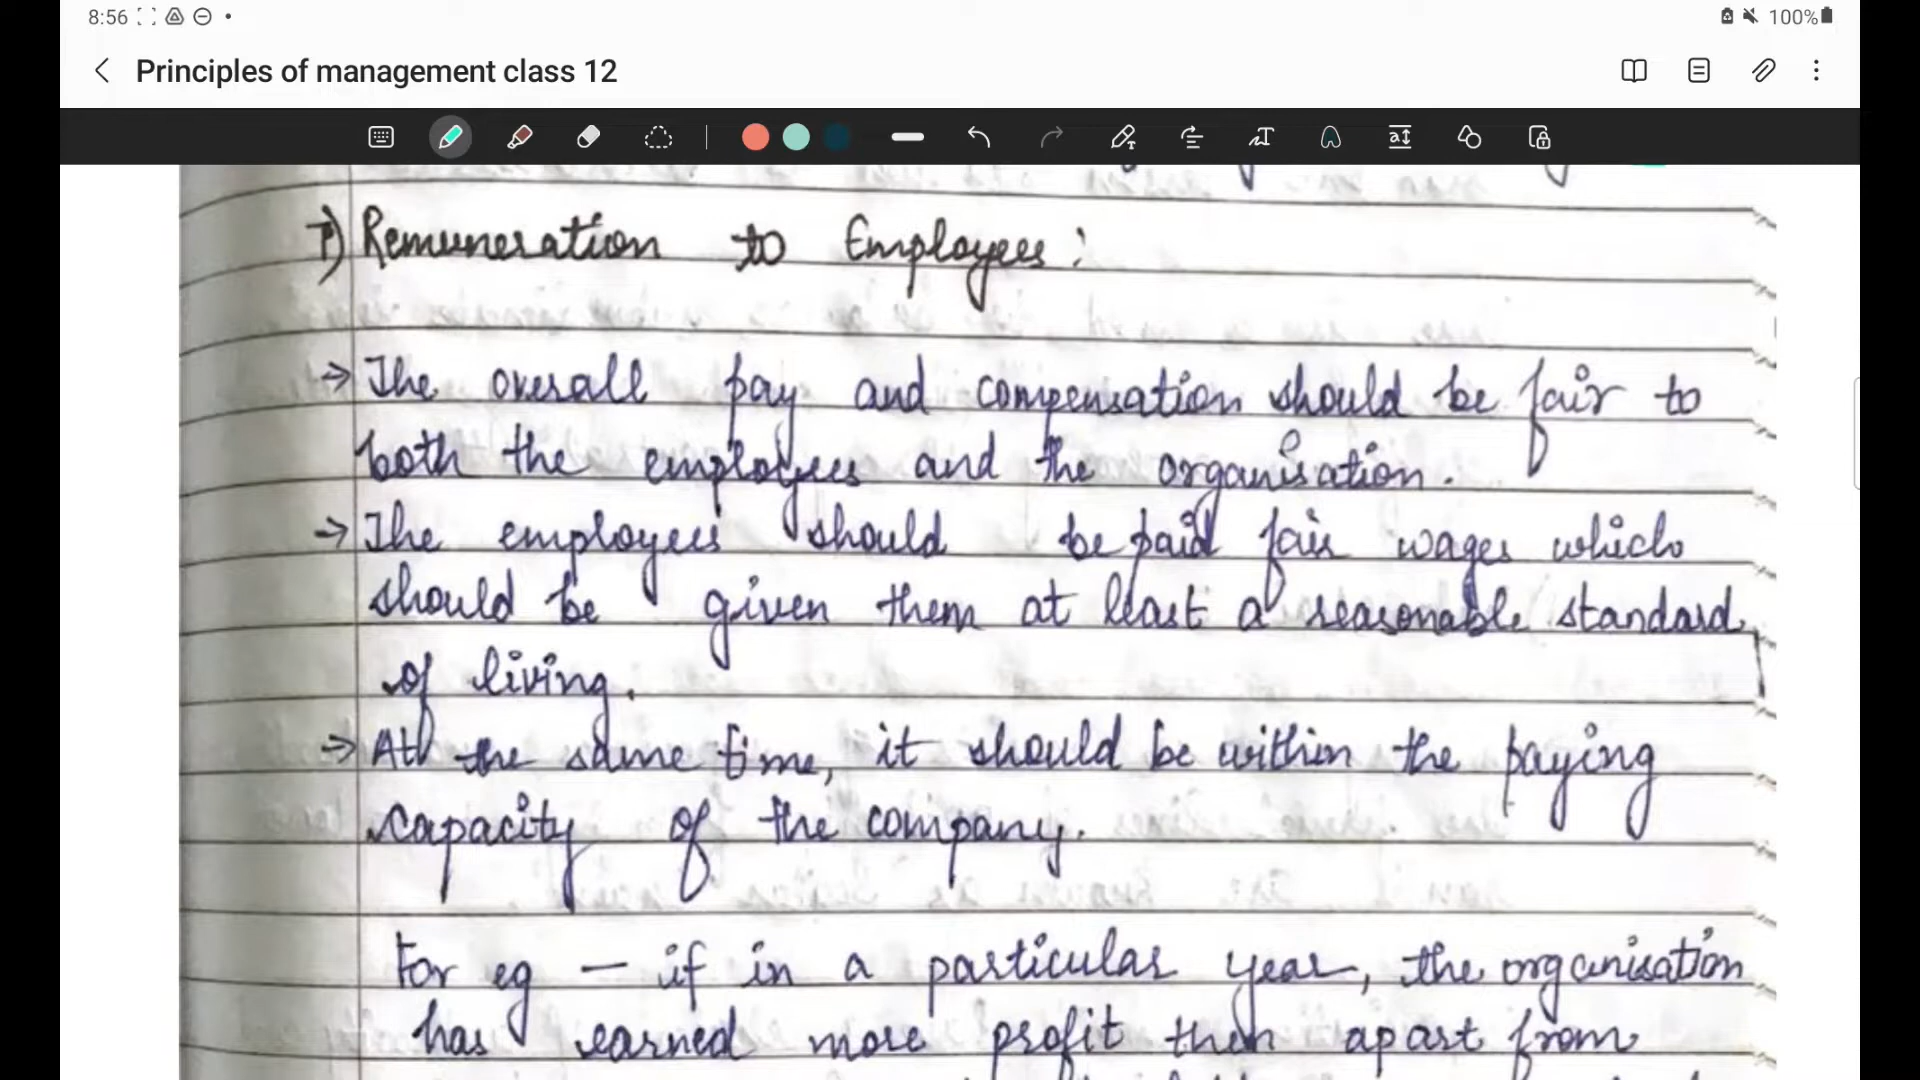 8:56
100%
Principles of management class 12
7) Remuneration to Employees:
→ The overall pay and compensation should be fair to
both the employees and the organisation.
→ The employees should be paid fair wages which
should be given them at least a reasonable standard
of living.
→ At the same time, it should be within the paying
capacity of the company.
For eg — if in a particular year, the organisation
has earned more profit then apart from